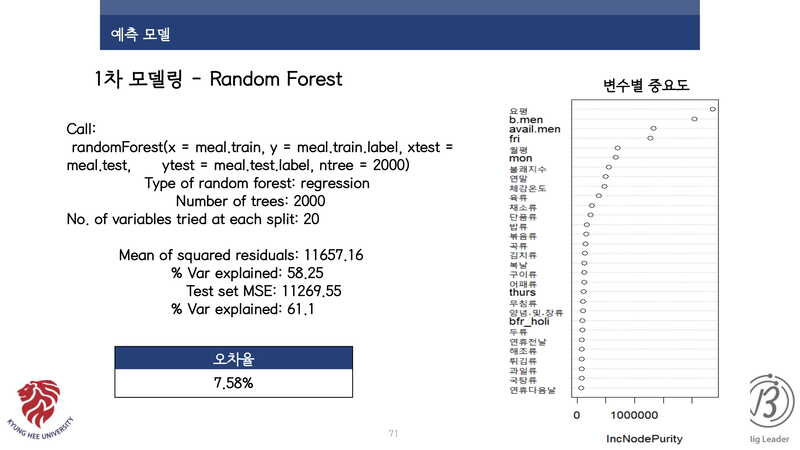 예측 모델
1차 모델링 - Random Forest
Call:
randomForest(x = meal.train, y = meal.train.label, xtest =
meal.test, ytest = meal.test.label, ntree = 2000)
Type of random forest: regression
Number of trees: 2000
No. of variables tried at each split: 20
Mean of squared residuals: 11657.16
% Var explained: 58.25
Test set MSE: 11269.55
% Var explained: 61.1
오차율
7.58%
변수별 중요도
요평
b.men
avail.men
fri
월평
mon
불쾌지수
연말
체감온도
육류
채소류
단품류
밥류
볶음류
곡류
김치류
복날
구이류
어패류
thurs
무침류
양념.및.장류
bfr_holi
두류
연휴전날
해조류
튀김류
과일류
국탕류
연휴다음날
0 1000000
IncNodePurity
KYUNG HEE UNIVERSITY
71
Big Leader